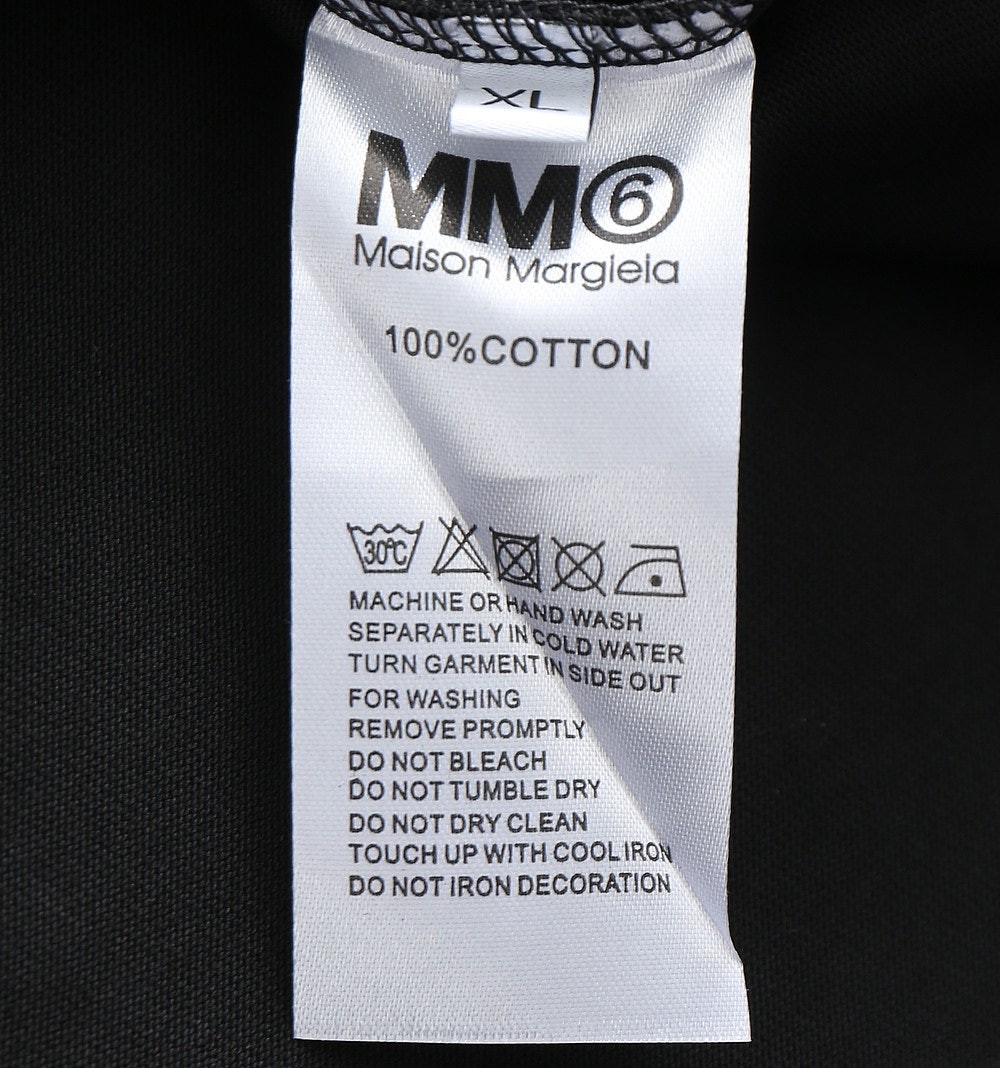 XL
MM6
Maison Margiela
100%COTTON
30°C
MACHINE OR HAND WASH
SEPARATELY IN COLD WATER
TURN GARMENT IN SIDE OUT
FOR WASHING
REMOVE PROMPTLY
DO NOT BLEACH
DO NOT TUMBLE DRY
DO NOT DRY CLEAN
TOUCH UP WITH COOL IRON
DO NOT IRON DECORATION